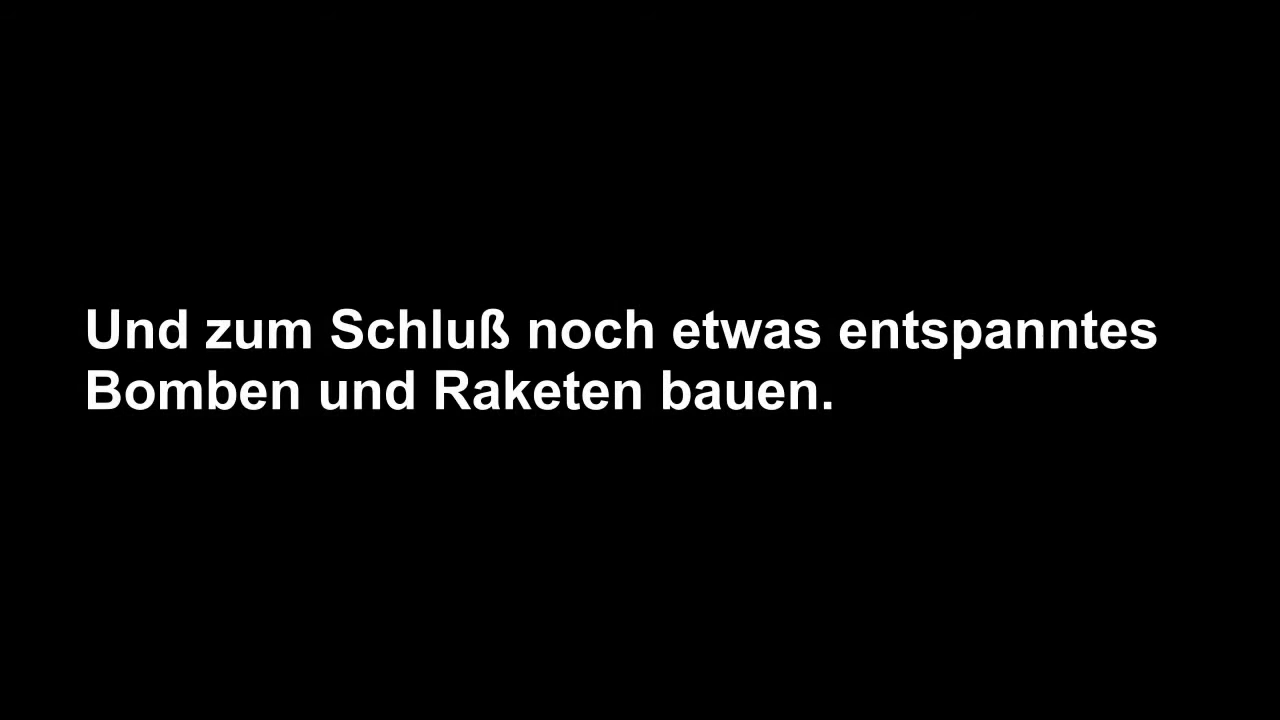 Und zum Schluß noch etwas entspanntes
Bomben und Raketen bauen.